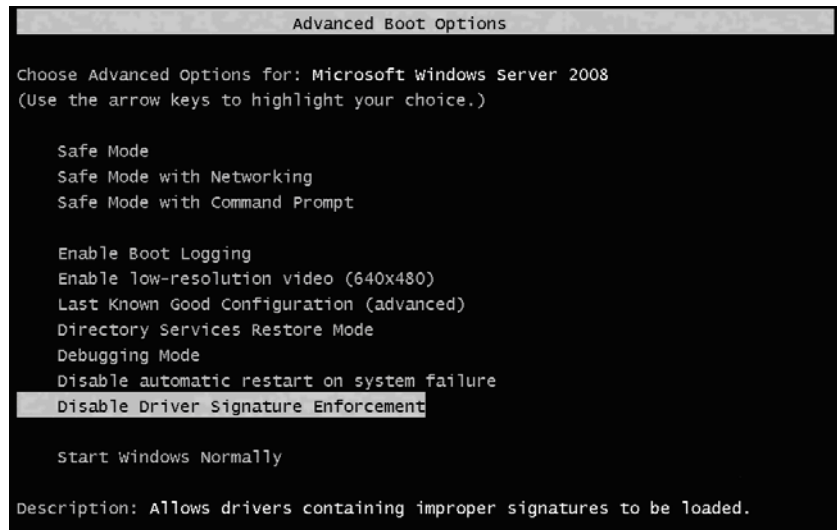 Advanced Boot Options
Choose Advanced Options for: Microsoft Windows Server 2008
(Use the arrow keys to highlight your choice.)
Safe Mode
Safe Mode with Networking
Safe Mode with Command Prompt
Enable Boot Logging
Enable low-resolution video (640x480)
Last Known Good Configuration (advanced)
Directory Services Restore Mode
Debugging Mode
Disable automatic restart on system failure
Disable Driver Signature Enforcement
Start Windows Normally
Description: Allows drivers containing improper signatures to be loaded.